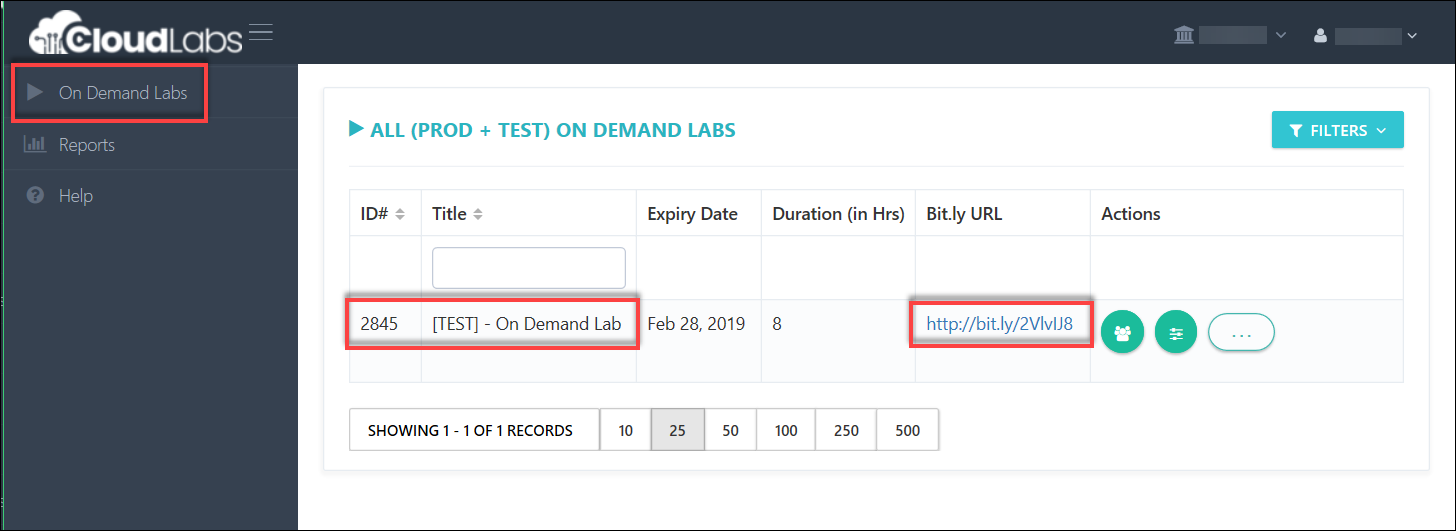 CloudLabs
On Demand Labs
Reports
Help
ALL (PROD + TEST) ON DEMAND LABS
FILTERS
ID# Title Expiry Date Duration (in Hrs) Bit.ly URL Actions
2845 [TEST] - On Demand Lab Feb 28, 2019 8 http://bit.ly/2VlvIJ8 ...
SHOWING 1 - 1 OF 1 RECORDS 10 25 50 100 250 500